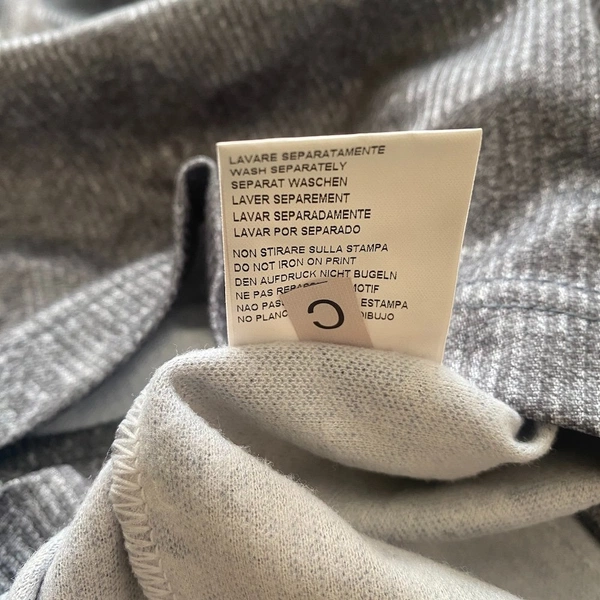 LAVARE SEPARATAMENTE
WASH SEPARATELY
SEPARAT WASCHEN
LAVER SEPAREMENT
LAVAR SEPARADAMENTE
LAVAR POR SEPARADO
NON STIRARE SULLA STAMPA
DO NOT IRON ON PRINT
DEN AUFDRUCK NICHT BUGELN
NE PAS MOTIF
NAO ESTAMPA
NO
C